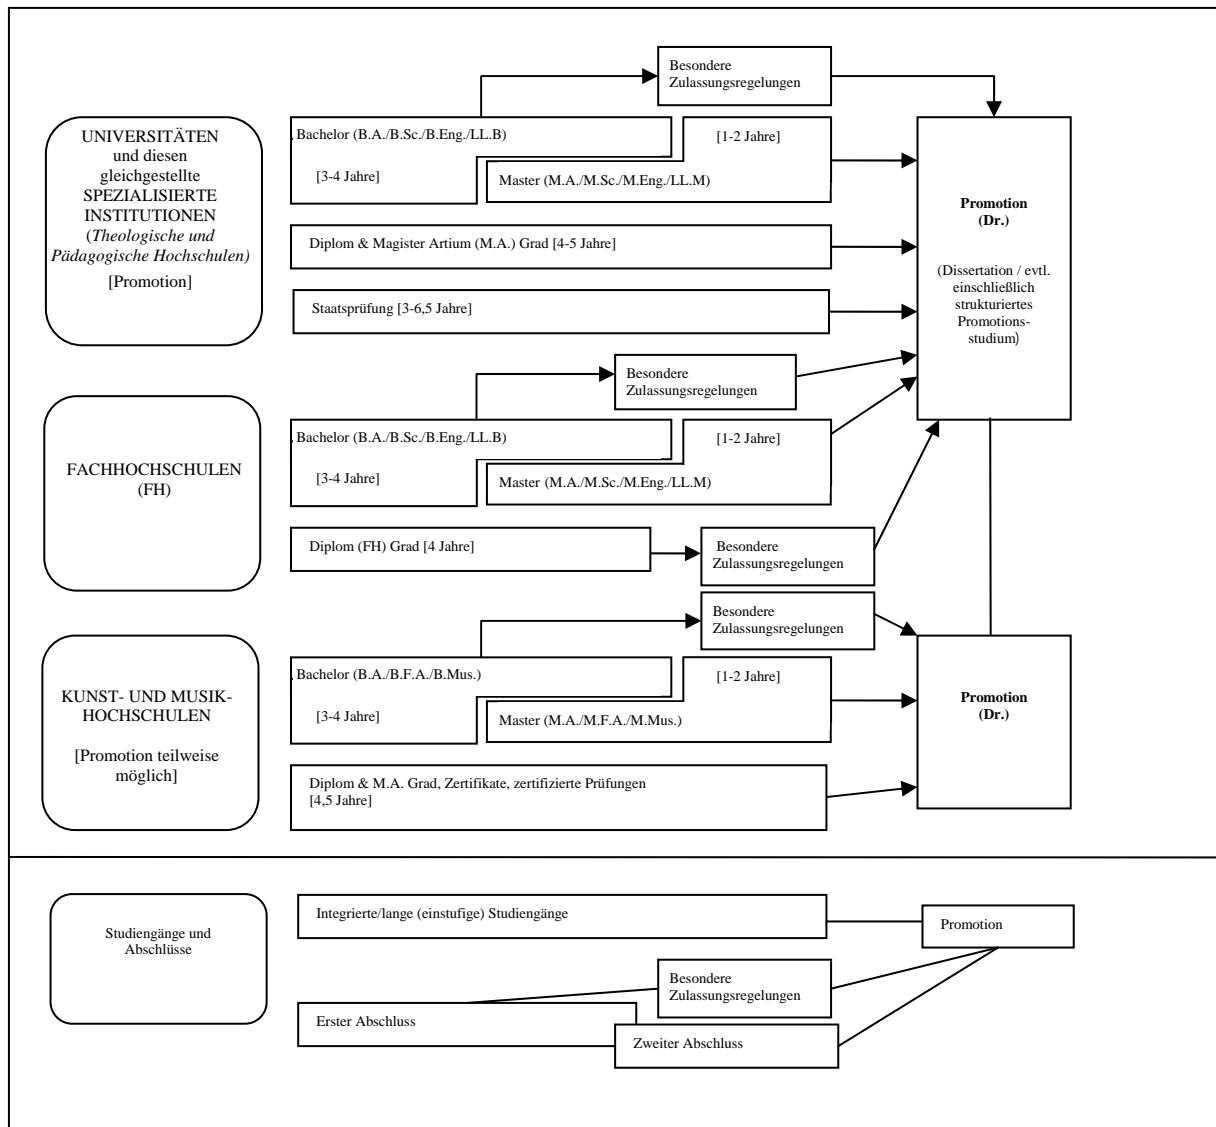 Besondere
Zulassungsregelungen
UNIVERSITÄTEN
und diesen
gleichgestellte
SPEZIALISIERTE
INSTITUTIONEN
(Theologische und
Pädagogische Hochschulen)
[Promotion]
Bachelor (B.A./B.Sc./B.Eng./LL.B)
[3-4 Jahre]
[1-2 Jahre]
Master (M.A./M.Sc./M.Eng./LL.M)
Diplom & Magister Artium (M.A.) Grad [4-5 Jahre]
Staatsprüfung [3-6,5 Jahre]
Promotion
(Dr.)
(Dissertation / evtl.
einschließlich
strukturiertes
Promotions-
studium)
Besondere
Zulassungsregelungen
FACHHOCHSCHULEN
(FH)
Bachelor (B.A./B.Sc./B.Eng./LL.B)
[3-4 Jahre]
[1-2 Jahre]
Master (M.A./M.Sc./M.Eng./LL.M)
Diplom (FH) Grad [4 Jahre]
Besondere
Zulassungsregelungen
Besondere
Zulassungsregelungen
KUNST- UND MUSIK-
HOCHSCHULEN
[Promotion teilweise
möglich]
Bachelor (B.A./B.F.A./B.Mus.)
[3-4 Jahre]
[1-2 Jahre]
Master (M.A./M.F.A./M.Mus.)
Diplom & M.A. Grad, Zertifikate, zertifizierte Prüfungen
[4,5 Jahre]
Promotion
(Dr.)
Studiengänge und
Abschlüsse
Integrierte/lange (einstufige) Studiengänge
Promotion
Besondere
Zulassungsregelungen
Erster Abschluss
Zweiter Abschluss